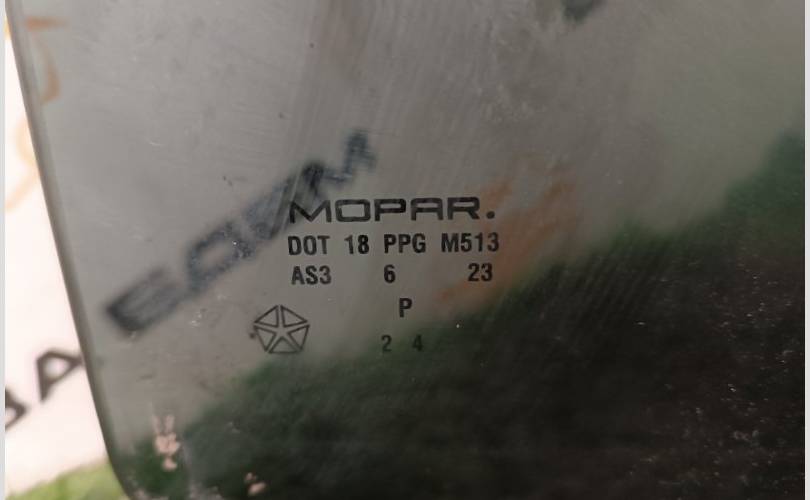 MOPAR.
DOT 18 PPG M513
AS3 6 23
P
2 4